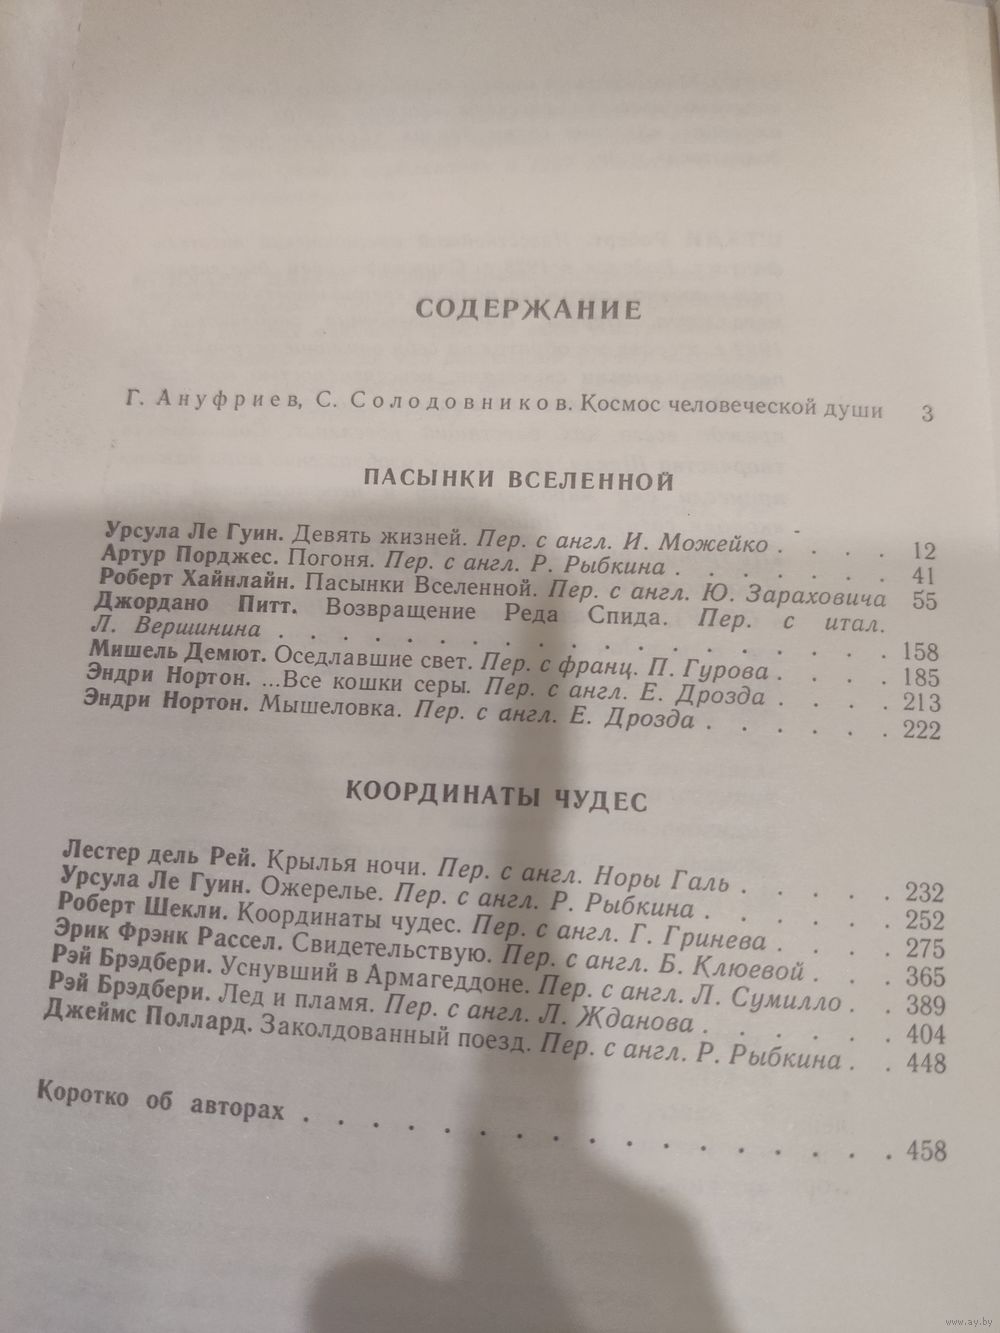 СОДЕРЖАНИЕ
Г. Ануфриев, С. Солодовников. Космос человеческой души 3
ПАСЫНКИ ВСЕЛЕННОЙ
Урсула Ле Гуин. Девять жизней. Пер. с англ. И. Можейко . . . . 12
Артур Порджес. Погоня. Пер. с англ. Р. Рыбкина . . . . . . . 41
Роберт Хайнлайн. Пасынки Вселенной. Пер. с англ. Ю. Зараховича 55
Джордано Питт. Возвращение Реда Спида. Пер. с итал.
Л. Вершинина . . . . . . . . . . . . . . . . . 158
Мишель Демют. Оседлавшие свет. Пер. с франц. П. Гурова . . . . 185
Эндри Нортон. ...Все кошки серы. Пер. с англ. Е. Дрозда . . . . 213
Эндри Нортон. Мышеловка. Пер. с англ. Е. Дрозда . . . . . . 222
КООРДИНАТЫ ЧУДЕС
Лестер дель Рей. Крылья ночи. Пер. с англ. Норы Галь . . . . . 232
Урсула Ле Гуин. Ожерелье. Пер. с англ. Р. Рыбкина . . . . . . 252
Роберт Шекли. Координаты чудес. Пер. с англ. Г. Гринева . . . . 275
Эрик Фрэнк Рассел. Свидетельствую. Пер. с англ. Б. Клюевой . . . 365
Рэй Брэдбери. Уснувший в Армагеддоне. Пер. с англ. Л. Сумилло . . 389
Рэй Брэдбери. Лед и пламя. Пер. с англ. Л. Жданова . . . . . . 404
Джеймс Поллард. Заколдованный поезд. Пер. с англ. Р. Рыбкина . . 448
Коротко об авторах . . . . . . . . . . . . . . . . . 458
www.ay.by